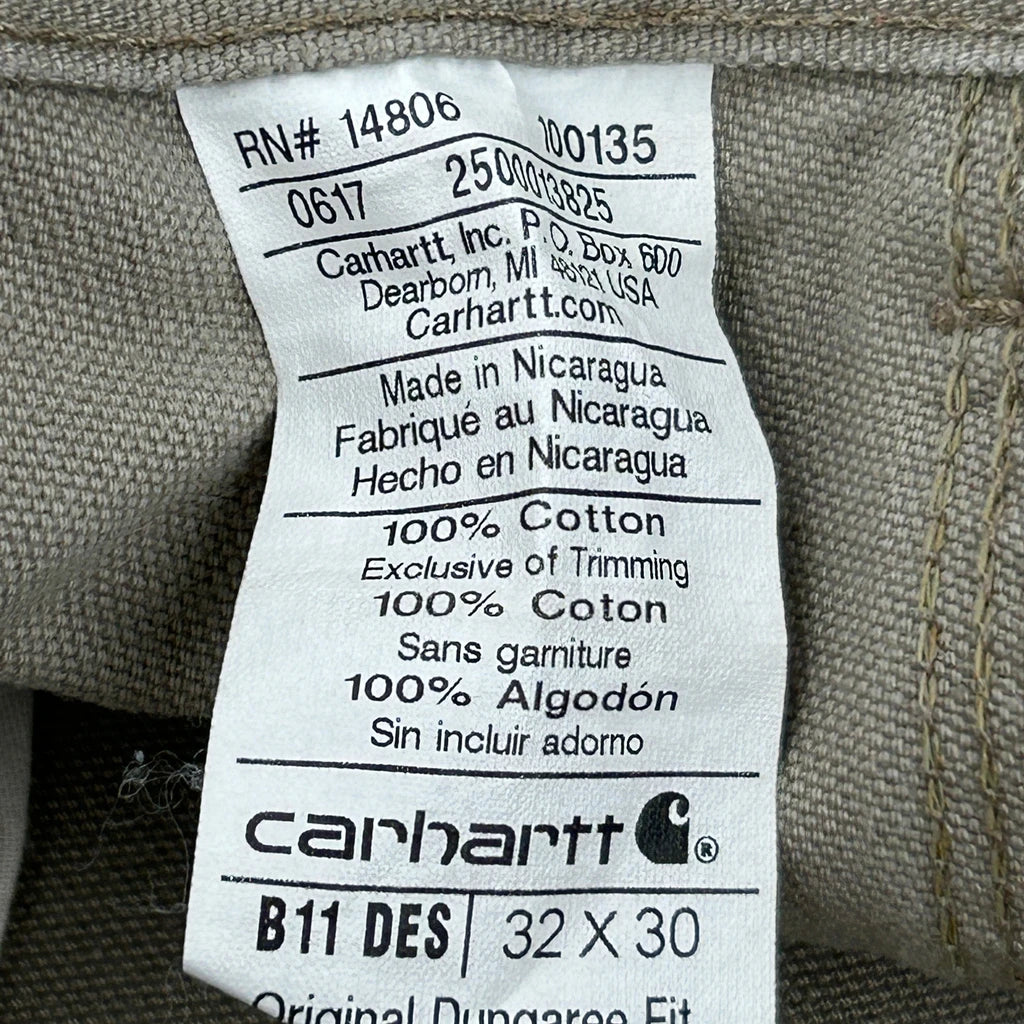 RN# 14806 100135
0617 2500013825
Carhartt, Inc. P.O. Box 600
Dearborn, MI 48121 USA
Carhartt.com
Made in Nicaragua
Fabriqué au Nicaragua
Hecho en Nicaragua
100% Cotton
Exclusive of Trimming
100% Coton
Sans garniture
100% Algodón
Sin incluir adorno
carhartt ®
B11 DES 32 X 30
Original Dungaree Fit